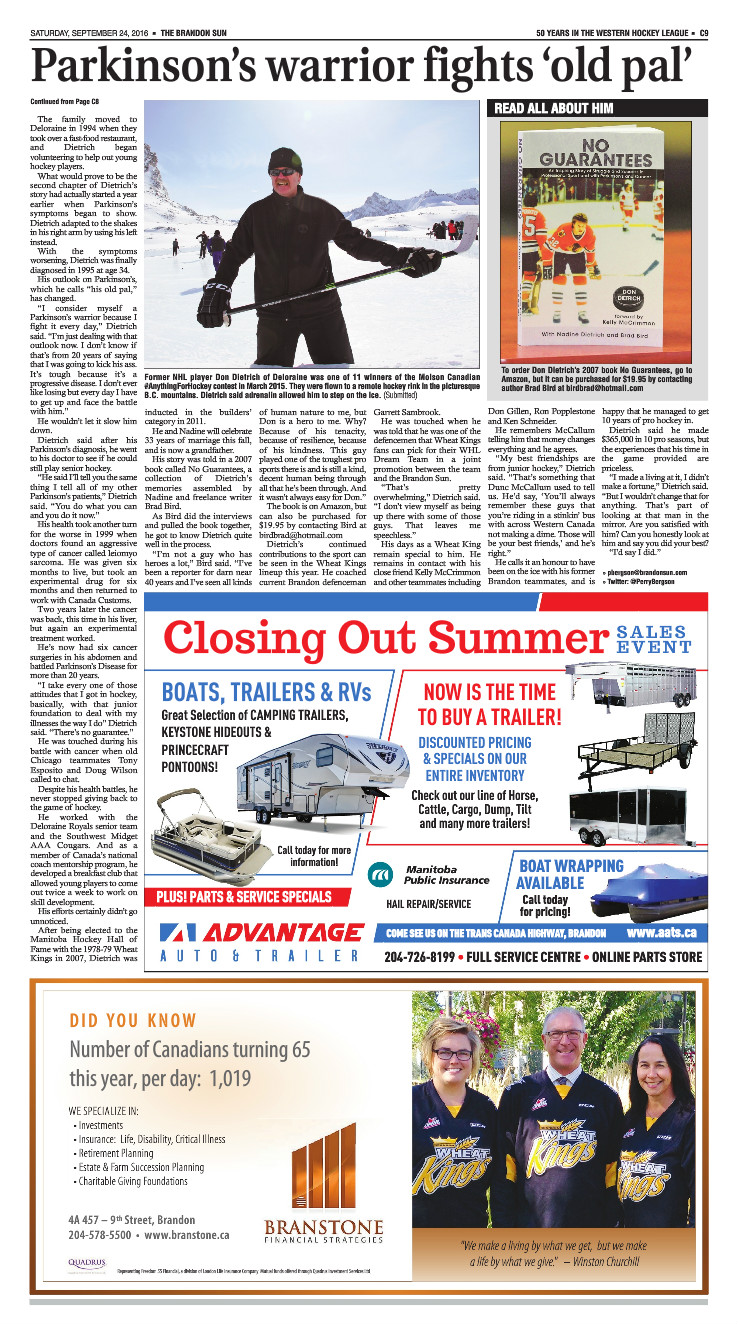 SATURDAY, SEPTEMBER 24, 2016 • THE BRANDON SUN
50 YEARS IN THE WESTERN HOCKEY LEAGUE • C9
Parkinson's warrior fights 'old pal'
Continued from Page C8
The family moved to
Deloraine in 1994 when they
took over a fast-food restaurant,
and Dietrich began
volunteering to help out young
hockey players.
What would prove to be the
second chapter of Dietrich's
story had actually started a year
earlier when Parkinson's
symptoms began to show.
Dietrich adapted to the shakes
in his right arm by using his left
instead.
With the symptoms
worsening, Dietrich was finally
diagnosed in 1995 at age 34.
His outlook on Parkinson's,
which he calls "his old pal,"
has changed.
"I consider myself a
Parkinson's warrior because I
fight it every day," Dietrich
said. "I'm just dealing with that
outlook now. I don't know if
that's from 20 years of saying
that I was going to kick his ass.
It's tough because it's a
progressive disease. I don't ever
like losing but every day I have
to get up and face the battle
with him."
He wouldn't let it slow him
down.
Dietrich said after his
Parkinson's diagnosis, he went
to his doctor to see if he could
still play senior hockey.
"He said I'll tell you the same
thing I tell all of my other
Parkinson's patients," Dietrich
said. "You do what you can
and you do it now."
His health took another turn
for the worse in 1999 when
doctors found an aggressive
type of cancer called leiomyo
sarcoma. He was given six
months to live, but took an
experimental drug for six
months and then returned to
work with Canada Customs.
Two years later the cancer
was back, this time in his liver,
but again an experimental
treatment worked.
He's now had six cancer
surgeries in his abdomen and
battled Parkinson's Disease for
more than 20 years.
"I take every one of those
attitudes that I got in hockey,
basically, with that junior
foundation to deal with my
illnesses the way I do" Dietrich
said. "There's no guarantee."
He was touched during his
battle with cancer when old
Chicago teammates Tony
Esposito and Doug Wilson
called to chat.
Despite his health battles, he
never stopped giving back to
the game of hockey.
He worked with the
Deloraine Royals senior team
and the Southwest Midget
AAA Cougars. And as a
member of Canada's national
coach mentorship program, he
developed a breakfast club that
allowed young players to come
out twice a week to work on
skill development.
His efforts certainly didn't go
unnoticed.
After being elected to the
Manitoba Hockey Hall of
Fame with the 1978-79 Wheat
Kings in 2007, Dietrich was
Former NHL player Don Dietrich of Deloraine was one of 11 winners of the Molson Canadian
#AnythingForHockey contest in March 2015. They were flown to a remote hockey rink in the picturesque
B.C. mountains. Dietrich said adrenalin allowed him to step on the ice. (Submitted)
READ ALL ABOUT HIM
NO
GUARANTEES
An Inspiring Story of Struggle and Success in
Professional Sport and with Parkinson's and Cancer
DON
DIETRICH
foreword by
Kelly McCrimmon
With Nadine Dietrich and Brad Bird
To order Don Dietrich's 2007 book No Guarantees, go to
Amazon, but it can be purchased for $19.95 by contacting
author Brad Bird at birdbrad@hotmail.com
inducted in the builders'
category in 2011.
He and Nadine will celebrate
33 years of marriage this fall,
and is now a grandfather.
His story was told in a 2007
book called No Guarantees, a
collection of Dietrich's
memories assembled by
Nadine and freelance writer
Brad Bird.
As Bird did the interviews
and pulled the book together,
he got to know Dietrich quite
well in the process.
"I'm not a guy who has
heroes a lot," Bird said. "I've
been a reporter for darn near
40 years and I've seen all kinds
of human nature to me, but
Don is a hero to me. Why?
Because of his tenacity,
because of resilience, because
of his kindness. This guy
played one of the toughest pro
sports there is and is still a kind,
decent human being through
all that he's been through. And
it wasn't always easy for Don."
The book is on Amazon, but
can also be purchased for
$19.95 by contacting Bird at
birdbrad@hotmail.com
Dietrich's continued
contributions to the sport can
be seen in the Wheat Kings
lineup this year. He coached
current Brandon defenceman
Garrett Sambrook.
He was touched when he
was told that he was one of the
defencemen that Wheat Kings
fans can pick for their WHL
Dream Team in a joint
promotion between the team
and the Brandon Sun.
"That's pretty
overwhelming," Dietrich said.
"I don't view myself as being
up there with some of those
guys. That leaves me
speechless."
His days as a Wheat King
remain special to him. He
remains in contact with his
close friend Kelly McCrimmon
and other teammates including
Don Gillen, Ron Popplestone
and Ken Schneider.
He remembers McCallum
telling him that money changes
everything and he agrees.
"My best friendships are
from junior hockey," Dietrich
said. "That's something that
Dunc McCallum used to tell
us. He'd say, 'You'll always
remember these guys that
you're riding in a stinkin' bus
with across Western Canada
not making a dime. Those will
be your best friends,' and he's
right."
He calls it an honour to have
been on the ice with his former
Brandon teammates, and is
happy that he managed to get
10 years of pro hockey in.
Dietrich said he made
$365,000 in 10 pro seasons, but
the experiences that his time in
the game provided are
priceless.
"I made a living at it, I didn't
make a fortune," Dietrich said.
"But I wouldn't change that for
anything. That's part of
looking at that man in the
mirror. Are you satisfied with
him? Can you honestly look at
him and say you did your best?
"I'd say I did."
» pbergson@brandonsun.com
» Twitter: @PerryBergson
Closing Out Summer SALES EVENT
BOATS, TRAILERS & RVs
Great Selection of CAMPING TRAILERS,
KEYSTONE HIDEOUTS &
PRINCECRAFT
PONTOONS!
Call today for more
information!
PLUS! PARTS & SERVICE SPECIALS
NOW IS THE TIME
TO BUY A TRAILER!
DISCOUNTED PRICING
& SPECIALS ON OUR
ENTIRE INVENTORY
Check out our line of Horse,
Cattle, Cargo, Dump, Tilt
and many more trailers!
Manitoba
Public Insurance
HAIL REPAIR/SERVICE
BOAT WRAPPING
AVAILABLE
Call today
for pricing!
ADVANTAGE
AUTO & TRAILER
COME SEE US ON THE TRANS CANADA HIGHWAY, BRANDON www.aats.ca
204-726-8199 • FULL SERVICE CENTRE • ONLINE PARTS STORE
DID YOU KNOW
Number of Canadians turning 65
this year, per day: 1,019
WE SPECIALIZE IN:
• Investments
• Insurance: Life, Disability, Critical Illness
• Retirement Planning
• Estate & Farm Succession Planning
• Charitable Giving Foundations
4A 457 – 9th Street, Brandon
204-578-5500 • www.branstone.ca
BRANSTONE
FINANCIAL STRATEGIES
QUADRUS
Representing Freedom 55 Financial, a division of London Life Insurance Company. Mutual funds offered through Quadrus Investment Services Ltd
WHEAT
Kings
WHEAT
Kings
WHEAT
Kings
"We make a living by what we get, but we make
a life by what we give." – Winston Churchill